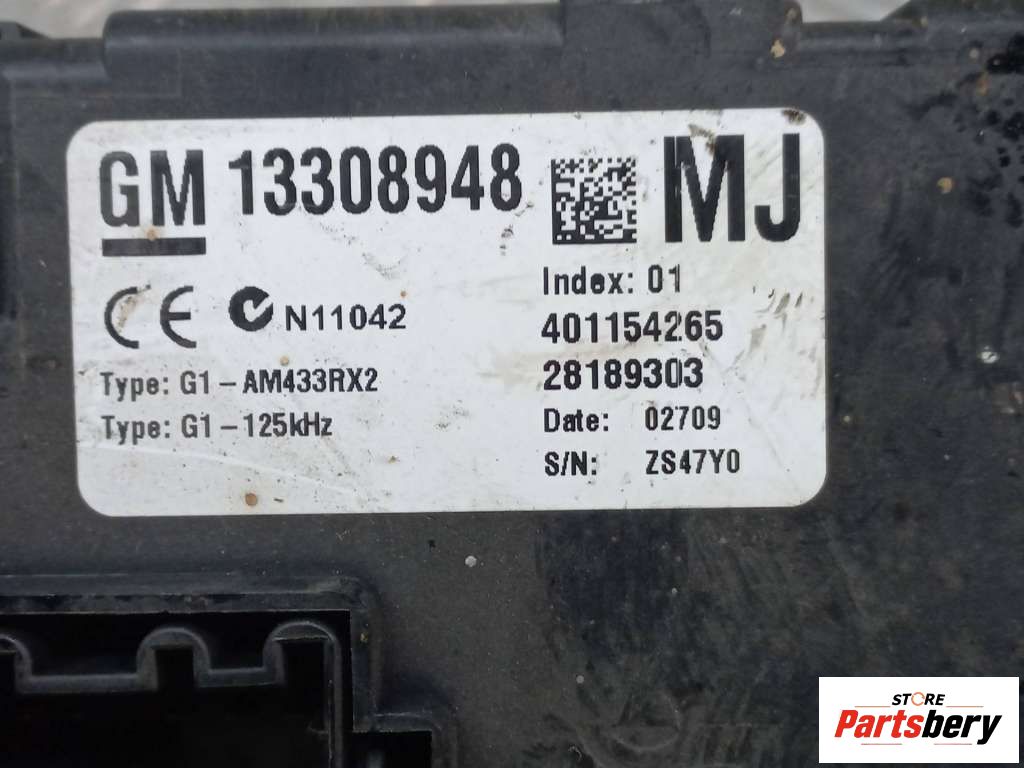 GM 13308948 MJ
Index: 01
CE N11042
401154265
Type: G1-AM433RX2
28189303
Type: G1-125kHz
Date: 02709
S/N: ZS47Y0
STORE
Partsbery